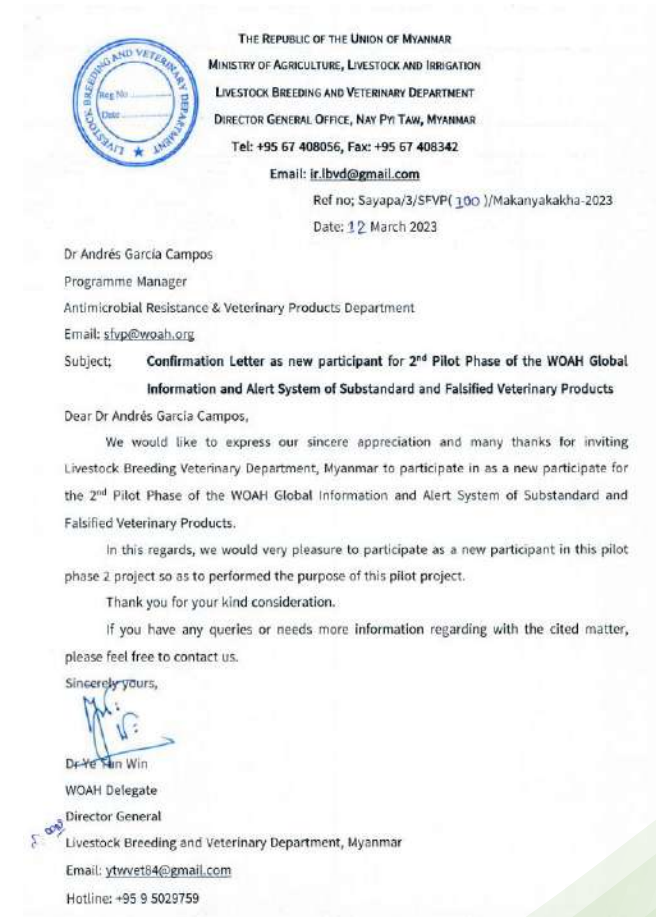 THE REPUBLIC OF THE UNION OF MYANMAR
MINISTRY OF AGRICULTURE, LIVESTOCK AND IRRIGATION
LIVESTOCK BREEDING AND VETERINARY DEPARTMENT
DIRECTOR GENERAL OFFICE, NAY PYI TAW, MYANMAR
Tel: +95 67 408056, Fax: +95 67 408342
Email: ir.lbvd@gmail.com
LIVESTOCK BREEDING AND VETERINARY DEPARTMENT
Reg No
Date
Ref no; Sayapa/3/SFVP( 100 )/Makanyakakha-2023
Date: 12 March 2023
Dr Andrés García Campos
Programme Manager
Antimicrobial Resistance & Veterinary Products Department
Email: sfvp@woah.org
Subject; Confirmation Letter as new participant for 2nd Pilot Phase of the WOAH Global
Information and Alert System of Substandard and Falsified Veterinary Products
Dear Dr Andrés García Campos,
We would like to express our sincere appreciation and many thanks for inviting
Livestock Breeding Veterinary Department, Myanmar to participate in as a new participate for
the 2nd Pilot Phase of the WOAH Global Information and Alert System of Substandard and
Falsified Veterinary Products.
In this regards, we would very pleasure to participate as a new participant in this pilot
phase 2 project so as to performed the purpose of this pilot project.
Thank you for your kind consideration.
If you have any queries or needs more information regarding with the cited matter,
please feel free to contact us.
Sincerely yours,
Dr Ye Tun Win
WOAH Delegate
Director General
Livestock Breeding and Veterinary Department, Myanmar
Email: ytwvet84@gmail.com
Hotline: +95 9 5029759